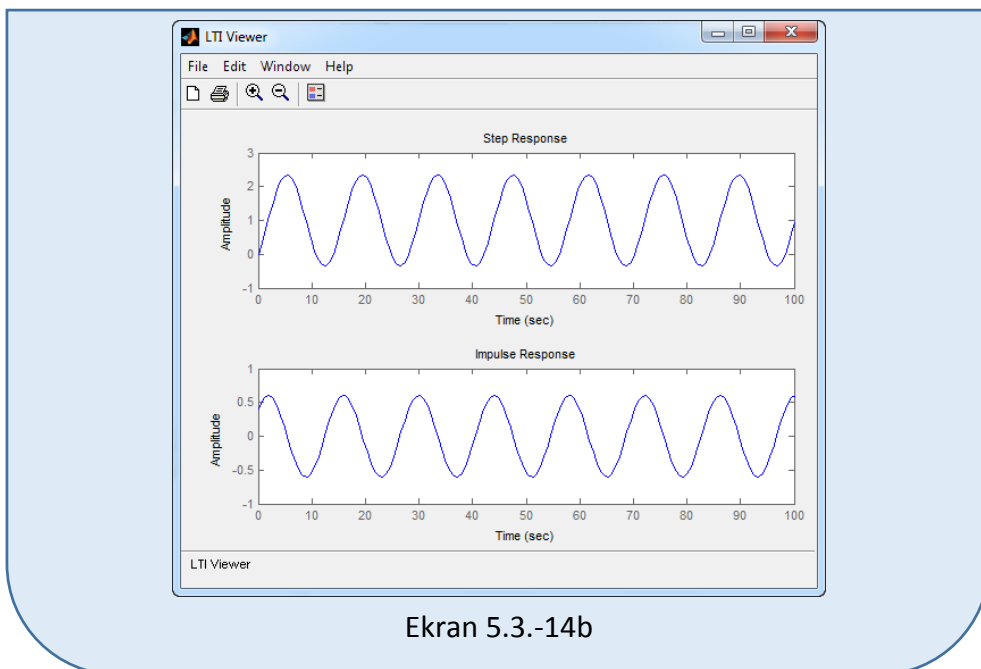 LTI Viewer
File Edit Window Help
Step Response
3
2
1
0
-1
Amplitude
0 10 20 30 40 50 60 70 80 90 100
Time (sec)
Impulse Response
1
0.5
0
-0.5
-1
Amplitude
0 10 20 30 40 50 60 70 80 90 100
Time (sec)
LTI Viewer
Ekran 5.3.-14b